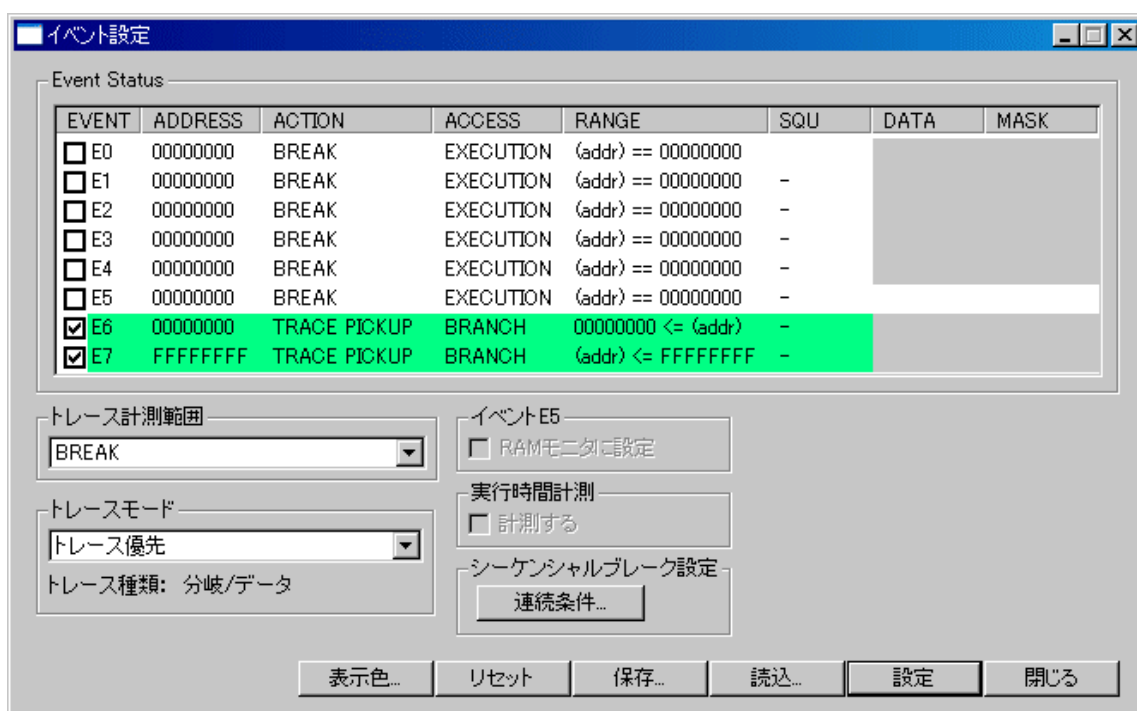 イベント設定
Event Status
EVENT ADDRESS ACTION ACCESS RANGE SQU DATA MASK
E0 00000000 BREAK EXECUTION (addr) == 00000000
E1 00000000 BREAK EXECUTION (addr) == 00000000 -
E2 00000000 BREAK EXECUTION (addr) == 00000000 -
E3 00000000 BREAK EXECUTION (addr) == 00000000 -
E4 00000000 BREAK EXECUTION (addr) == 00000000 -
E5 00000000 BREAK EXECUTION (addr) == 00000000 -
E6 00000000 TRACE PICKUP BRANCH 00000000 <= (addr) -
E7 FFFFFFFF TRACE PICKUP BRANCH (addr) <= FFFFFFFF -
トレース計測範囲
BREAK
トレースモード
トレース優先
トレース種類: 分岐/データ
イベントE5
RAMモニタに設定
実行時間計測
計測する
シーケンシャルブレーク設定
連続条件...
表示色... リセット 保存... 読込... 設定 閉じる